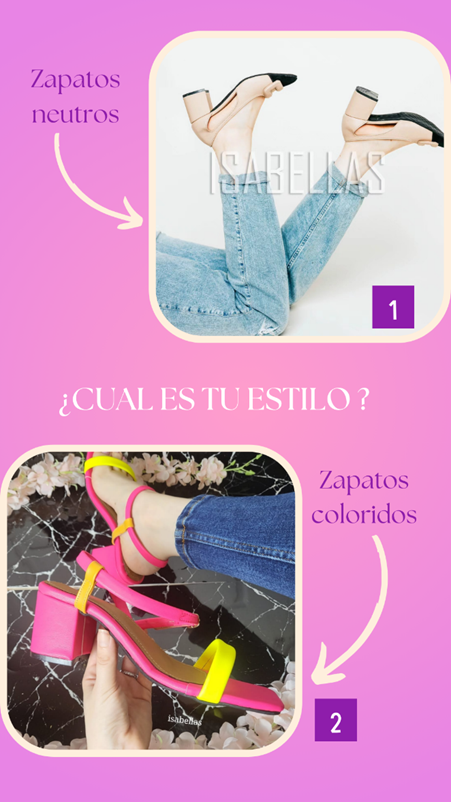 Zapatos
neutros
ISABELLAS
1
¿CUAL ES TU ESTILO ?
Zapatos
coloridos
isabellas
2